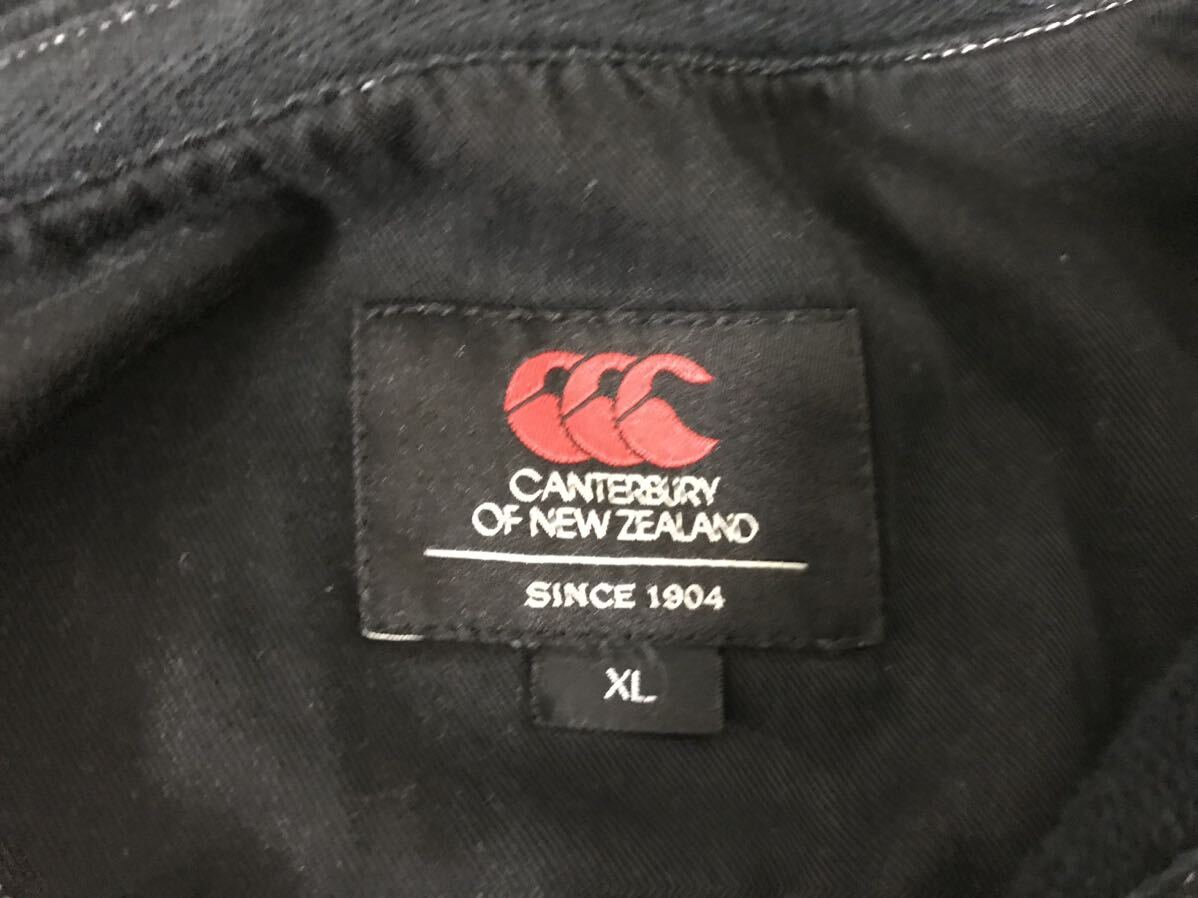 CANTERBURY
OF NEW ZEALAND
SINCE 1904
XL